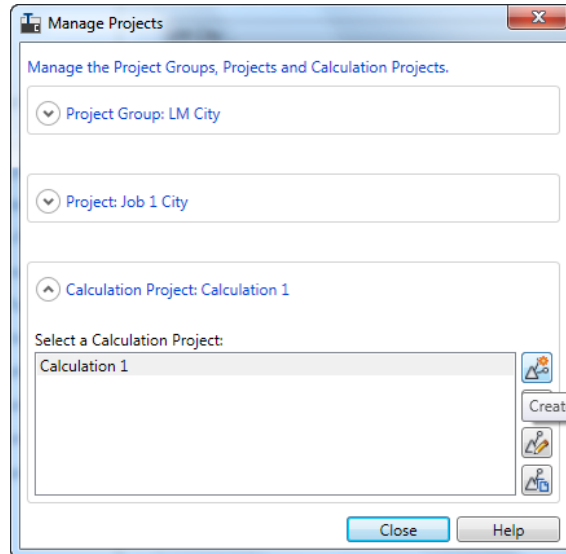 Manage Projects
Manage the Project Groups, Projects and Calculation Projects.
Project Group: LM City
Project: Job 1 City
Calculation Project: Calculation 1
Select a Calculation Project:
Calculation 1
Creat
Close
Help